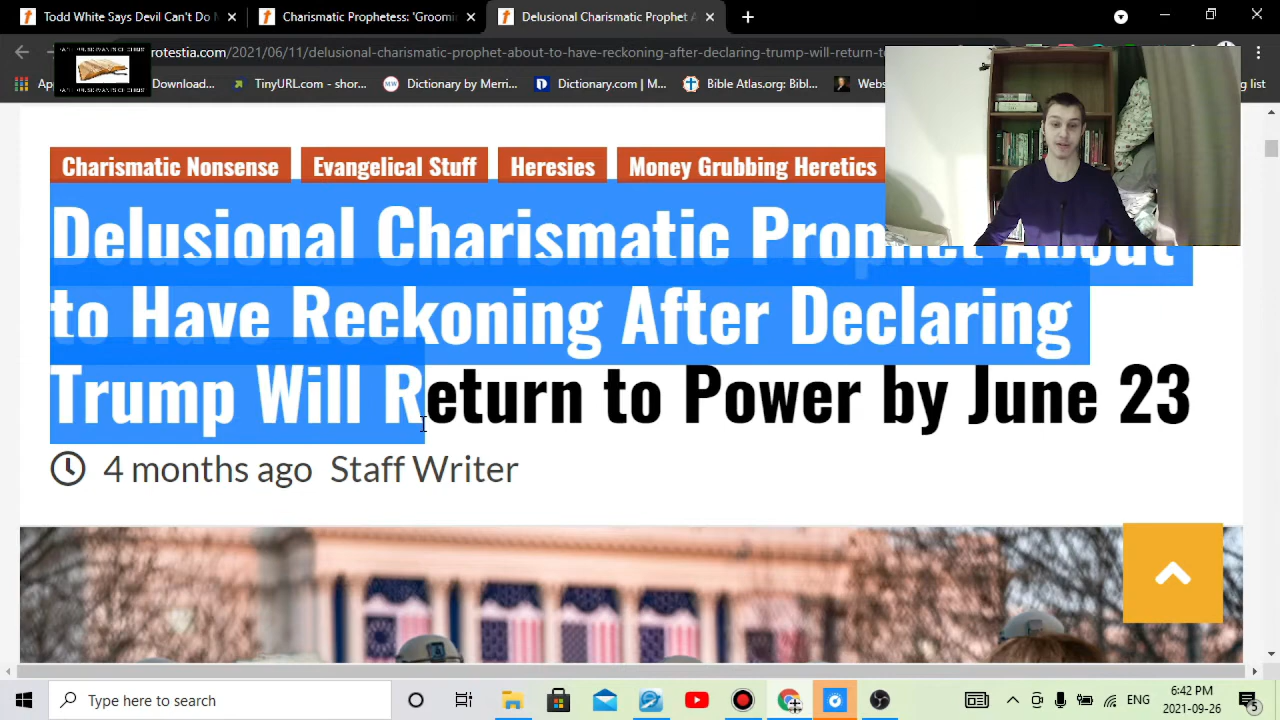 Todd White Says Devil Can't Do
Charismatic Prophetess: 'Groomi
Delusional Charismatic Prophet
rotestia.com/2021/06/11/delusional-charismatic-prophet-about-to-have-reckoning-after-declaring-trump-will-return-t
Download...
TinyURL.com - shor...
Dictionary by Merri...
Dictionary.com | M...
Bible Atlas.org: Bibl...
Webs
g list
Charismatic Nonsense
Evangelical Stuff
Heresies
Money Grubbing Heretics
Delusional Charismatic Prophet About
to Have Reckoning After Declaring
Trump Will Return to Power by June 23
4 months ago Staff Writer
Type here to search
ENG
6:42 PM
2021-09-26